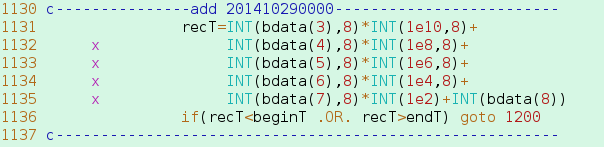 1130 c---------------add 201410290000-------------------------
1131                recT=INT(bdata(3),8)*INT(1e10,8)+
1132     x              INT(bdata(4),8)*INT(1e8,8)+
1133     x              INT(bdata(5),8)*INT(1e6,8)+
1134     x              INT(bdata(6),8)*INT(1e4,8)+
1135     x              INT(bdata(7),8)*INT(1e2)+INT(bdata(8))
1136                if(recT<beginT .OR. recT>endT) goto 1200
1137 c--------------------------------------------------------